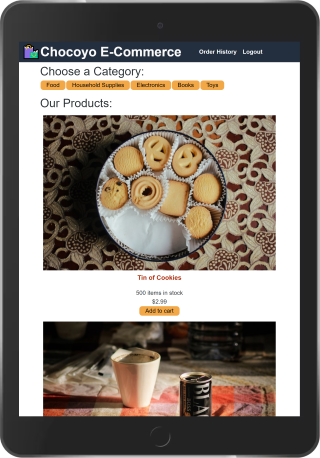 Chocoyo E-Commerce
Order History Logout
Choose a Category:
Food Household Supplies Electronics Books Toys
Our Products:
Tin of Cookies
500 items in stock
$2.99
Add to cart
BLA